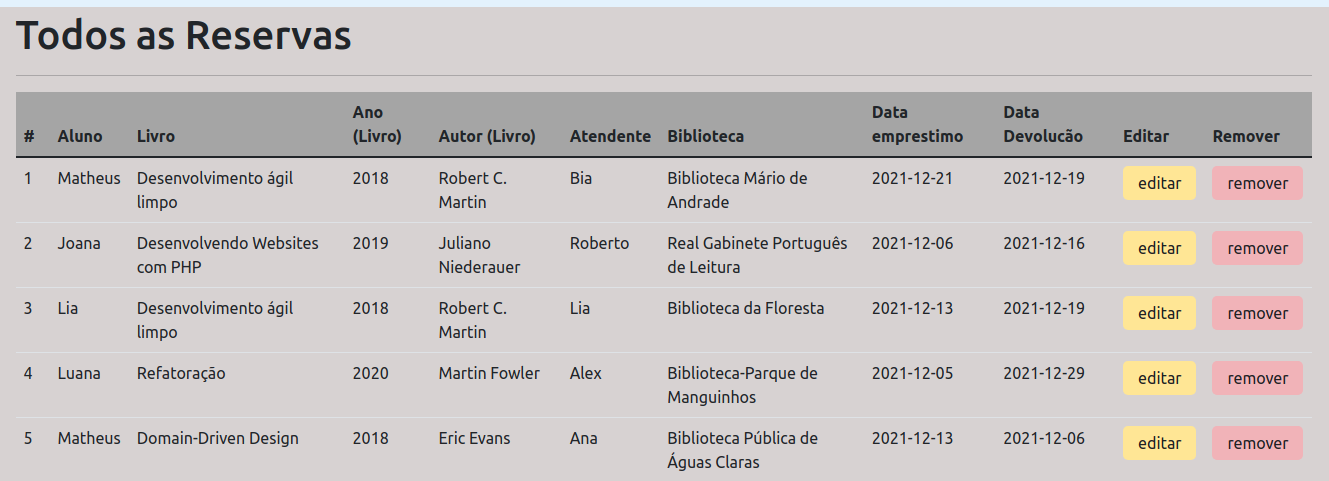 Todos as Reservas
# Aluno Livro Ano (Livro) Autor (Livro) Atendente Biblioteca Data emprestimo Data Devolucão Editar Remover
1 Matheus Desenvolvimento ágil limpo 2018 Robert C. Martin Bia Biblioteca Mário de Andrade 2021-12-21 2021-12-19 editar remover
2 Joana Desenvolvendo Websites com PHP 2019 Juliano Niederauer Roberto Real Gabinete Português de Leitura 2021-12-06 2021-12-16 editar remover
3 Lia Desenvolvimento ágil limpo 2018 Robert C. Martin Lia Biblioteca da Floresta 2021-12-13 2021-12-19 editar remover
4 Luana Refatoração 2020 Martin Fowler Alex Biblioteca-Parque de Manguinhos 2021-12-05 2021-12-29 editar remover
5 Matheus Domain-Driven Design 2018 Eric Evans Ana Biblioteca Pública de Águas Claras 2021-12-13 2021-12-06 editar remover